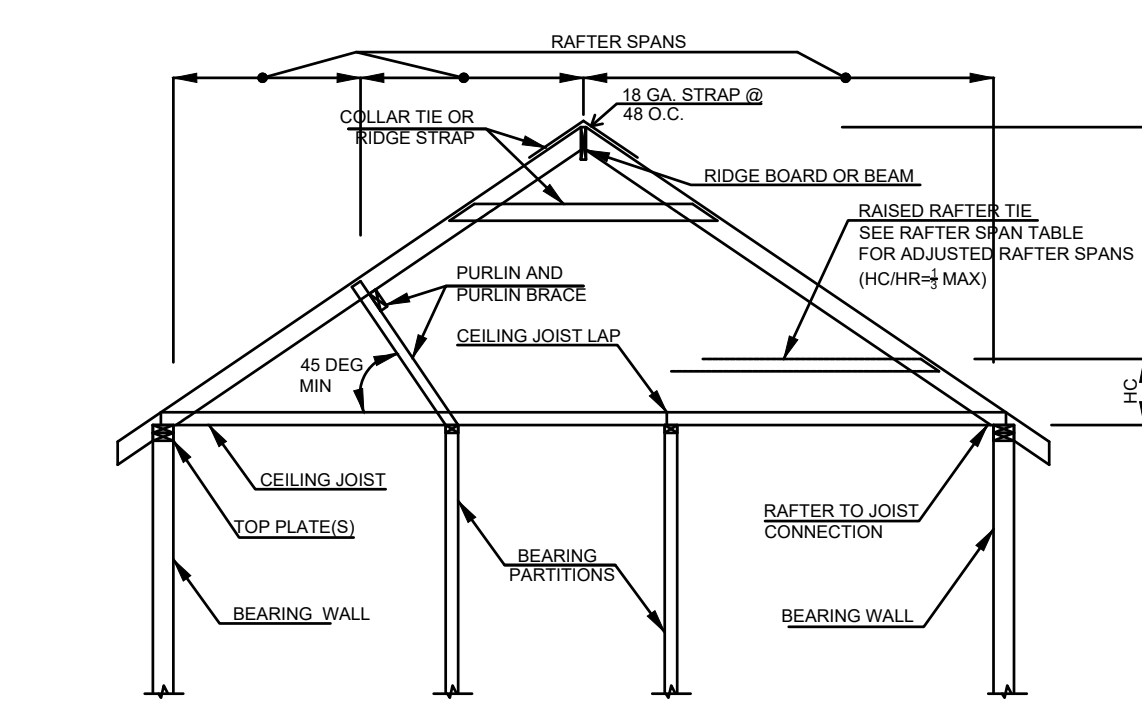 RAFTER SPANS
18 GA. STRAP @
48 O.C.
COLLAR TIE OR
RIDGE STRAP
RIDGE BOARD OR BEAM
RAISED RAFTER TIE
SEE RAFTER SPAN TABLE
FOR ADJUSTED RAFTER SPANS
(HC/HR=1/3 MAX)
PURLIN AND
PURLIN BRACE
CEILING JOIST LAP
45 DEG
MIN
HC
CEILING JOIST
TOP PLATE(S)
RAFTER TO JOIST
CONNECTION
BEARING
PARTITIONS
BEARING WALL
BEARING WALL